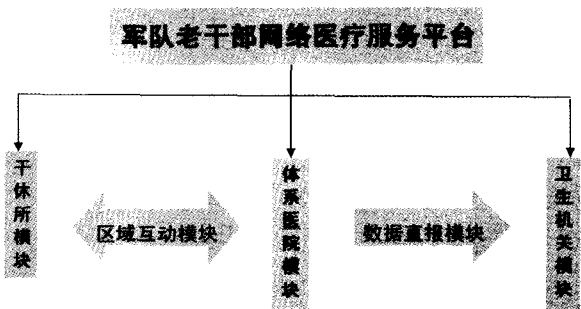 军队老干部网络医疗服务平台
干休所模块
区域互动模块
体系医院模块
数据直报模块
卫生机关模块